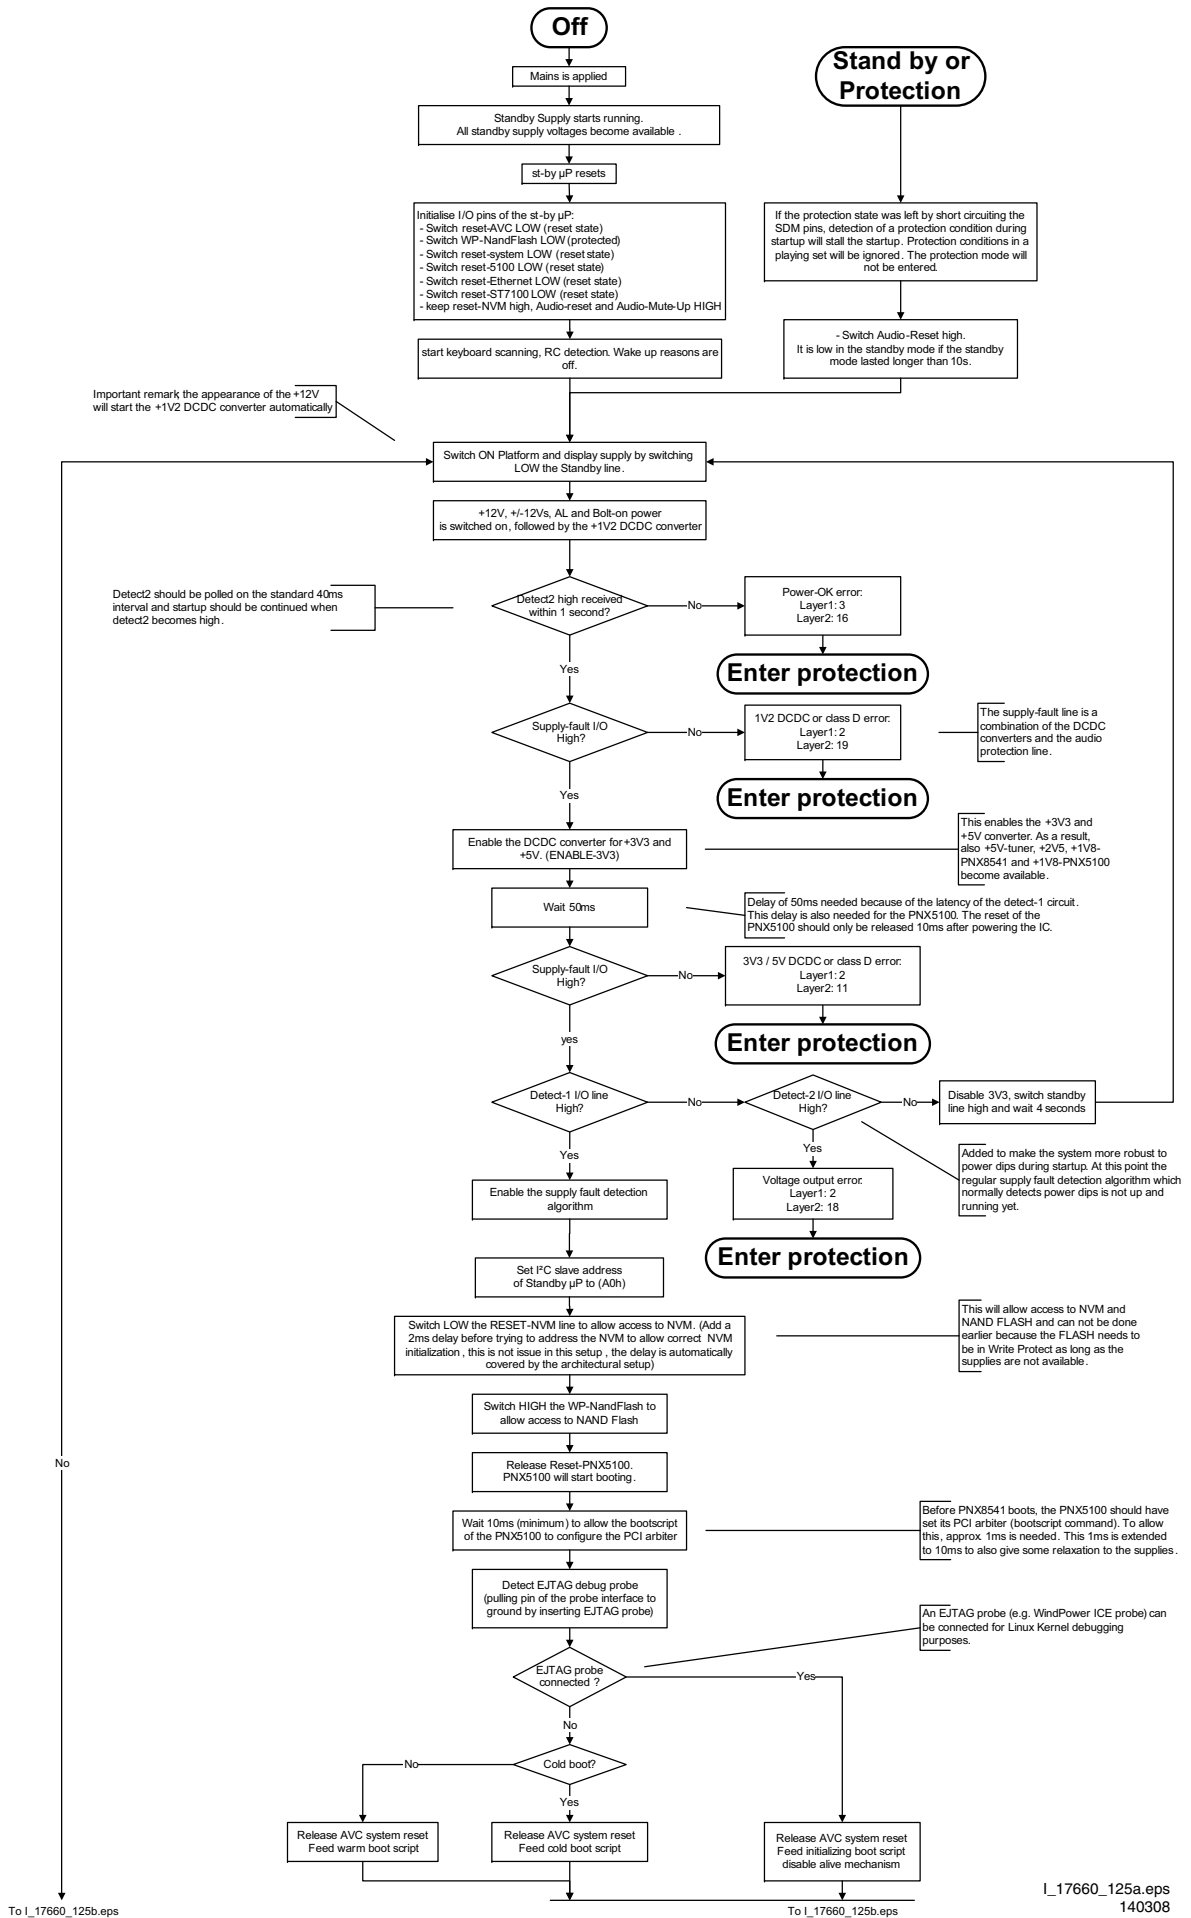 Off
Mains is applied
Stand by or
Protection
Standby Supply starts running.
All standby supply voltages become available .
st-by µP resets
Initialise I/O pins of the st-by µP:
- Switch reset-AVC LOW (reset state)
- Switch WP-NandFlash LOW (protected)
- Switch reset-system LOW (reset state)
- Switch reset-5100 LOW (reset state)
- Switch reset-Ethernet LOW (reset state)
- Switch reset-ST7100 LOW (reset state)
- keep reset-NVM high, Audio-reset and Audio-Mute-Up HIGH
If the protection state was left by short circuiting the
SDM pins, detection of a protection condition during
startup will stall the startup. Protection conditions in a
playing set will be ignored. The protection mode will
not be entered.
start keyboard scanning, RC detection. Wake up reasons are
off.
- Switch Audio-Reset high.
It is low in the standby mode if the standby
mode lasted longer than 10s.
Important remark; the appearance of the +12V
will start the +1V2 DCDC converter automatically
Switch ON Platform and display supply by switching
LOW the Standby line.
+12V, +/-12Vs, AL and Bolt-on power
is switched on, followed by the +1V2 DCDC converter
Detect2 should be polled on the standard 40ms
interval and startup should be continued when
detect2 becomes high.
Detect2 high received
within 1 second?
No
Power-OK error:
Layer1: 3
Layer2: 16
Enter protection
Yes
Supply-fault I/O
High?
No
1V2 DCDC or class D error:
Layer1: 2
Layer2: 19
The supply-fault line is a
combination of the DCDC
converters and the audio
protection line.
Enter protection
Yes
Enable the DCDC converter for +3V3 and
+5V. (ENABLE-3V3)
This enables the +3V3 and
+5V converter. As a result,
also +5V-tuner, +2V5, +1V8-
PNX8541 and +1V8-PNX5100
become available.
Wait 50ms
Delay of 50ms needed because of the latency of the detect-1 circuit.
This delay is also needed for the PNX5100. The reset of the
PNX5100 should only be released 10ms after powering the IC.
Supply-fault I/O
High?
No
3V3 / 5V DCDC or class D error:
Layer1: 2
Layer2: 11
Enter protection
yes
Detect-1 I/O line
High?
No
Detect-2 I/O line
High?
No
Disable 3V3, switch standby
line high and wait 4 seconds
Yes
Yes
Added to make the system more robust to
power dips during startup. At this point the
regular supply fault detection algorithm which
normally detects power dips is not up and
running yet.
Enable the supply fault detection
algorithm
Voltage output error:
Layer1: 2
Layer2: 18
Enter protection
Set I²C slave address
of Standby µP to (A0h)
Switch LOW the RESET-NVM line to allow access to NVM. (Add a
2ms delay before trying to address the NVM to allow correct NVM
initialization , this is not issue in this setup , the delay is automatically
covered by the architectural setup)
This will allow access to NVM and
NAND FLASH and can not be done
earlier because the FLASH needs to
be in Write Protect as long as the
supplies are not available.
Switch HIGH the WP-NandFlash to
allow access to NAND Flash
No
Release Reset-PNX5100.
PNX5100 will start booting.
Wait 10ms (minimum) to allow the bootscript
of the PNX5100 to configure the PCI arbiter
Before PNX8541 boots, the PNX5100 should have
set its PCI arbiter (bootscript command). To allow
this, approx. 1ms is needed. This 1ms is extended
to 10ms to also give some relaxation to the supplies.
Detect EJTAG debug probe
(pulling pin of the probe interface to
ground by inserting EJTAG probe)
An EJTAG probe (e.g. WindPower ICE probe) can
be connected for Linux Kernel debugging
purposes.
EJTAG probe
connected ?
Yes
No
Cold boot?
No
Yes
Release AVC system reset
Feed warm boot script
Release AVC system reset
Feed cold boot script
Release AVC system reset
Feed initializing boot script
disable alive mechanism
To I_17660_125b.eps
To I_17660_125b.eps
I_17660_125a.eps
140308